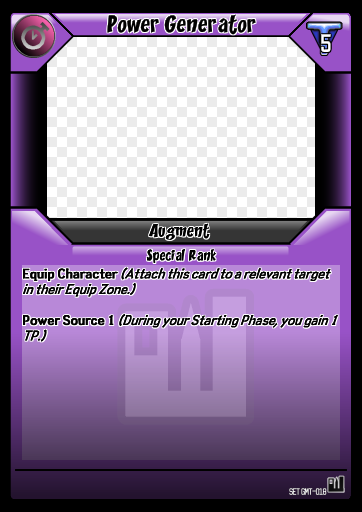 Power Generator
5
Augment
Special Rank
Equip Character (Attach this card to a relevant target
in their Equip Zone.)
Power Source 1 (During your Starting Phase, you gain 1
TP.)
SET GMT-018